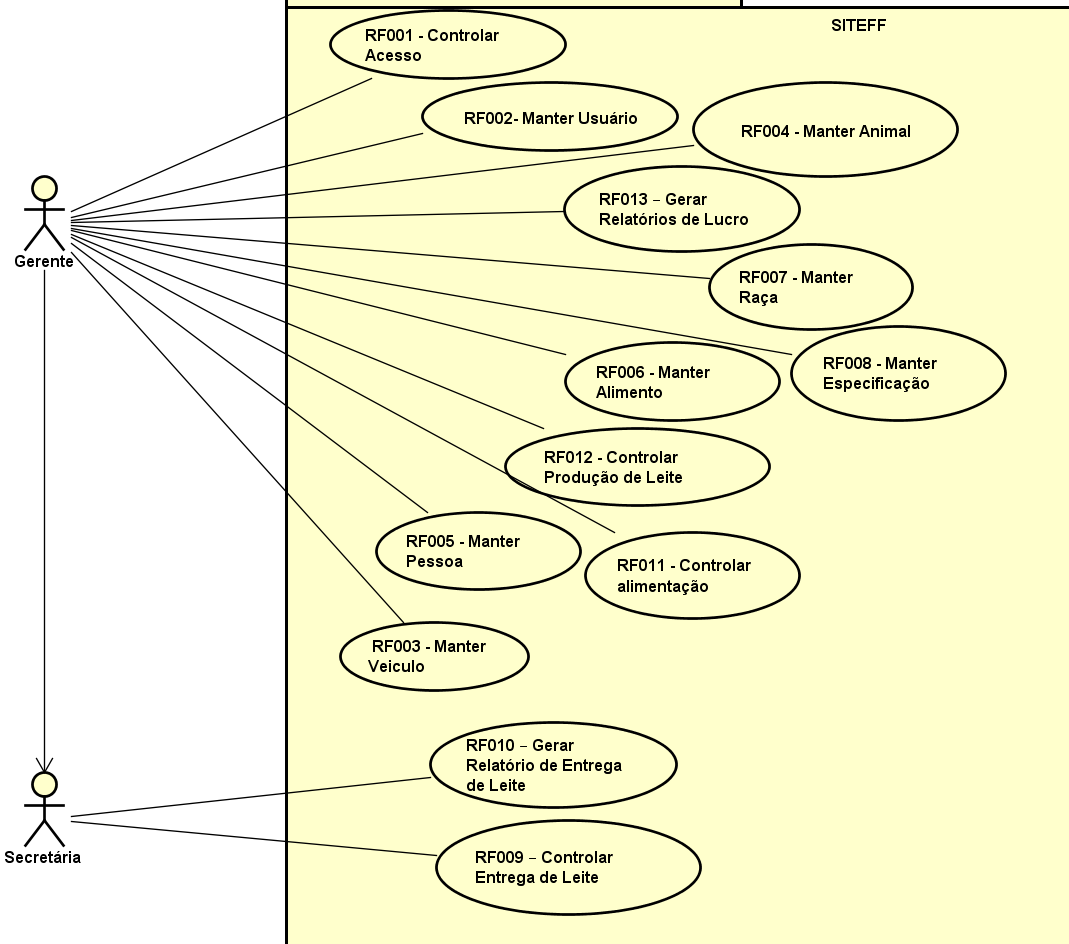 SITEFF
RF001 - Controlar
Acesso
RF002- Manter Usuário
RF004 - Manter Animal
RF013 – Gerar
Relatórios de Lucro
Gerente
RF007 - Manter
Raça
RF008 - Manter
Especificação
RF006 - Manter
Alimento
RF012 - Controlar
Produção de Leite
RF005 - Manter
Pessoa
RF011 - Controlar
alimentação
RF003 - Manter
Veiculo
RF010 – Gerar
Relatório de Entrega
de Leite
Secretária
RF009 – Controlar
Entrega de Leite